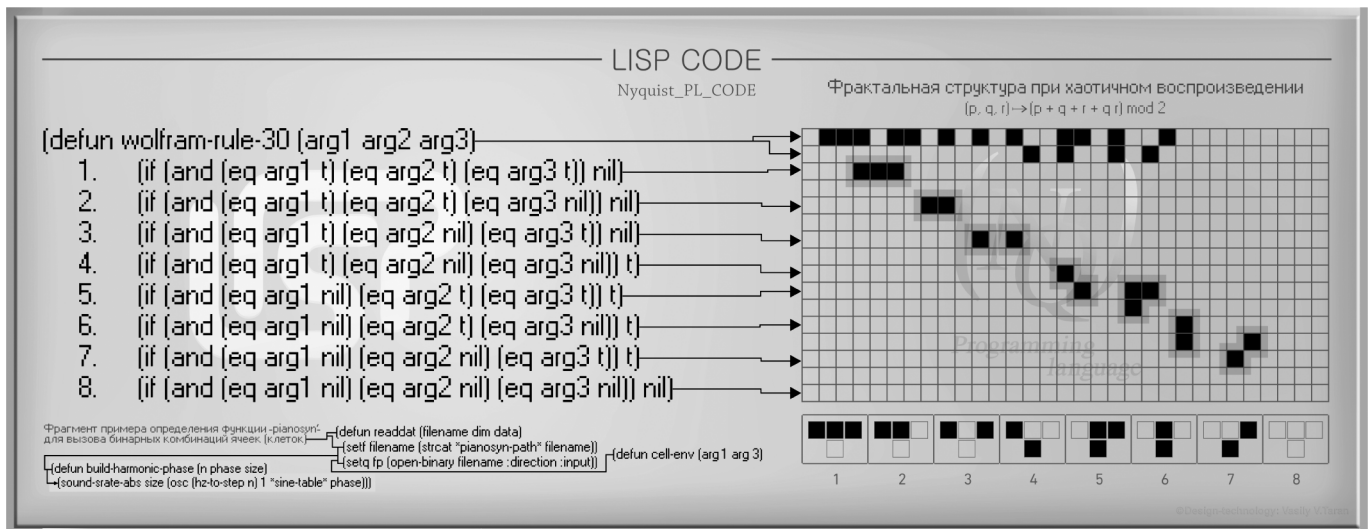 LISP CODE
Nyquist_PL_CODE
Фрактальная структура при хаотичном воспроизведении
(p, q, r)→(p + q + r + q r) mod 2
(defun wolfram-rule-30 (arg1 arg2 arg3)
1. (if (and (eq arg1 t) (eq arg2 t) (eq arg3 t)) nil)
2. (if (and (eq arg1 t) (eq arg2 t) (eq arg3 nil)) nil)
3. (if (and (eq arg1 t) (eq arg2 nil) (eq arg3 t)) nil)
4. (if (and (eq arg1 t) (eq arg2 nil) (eq arg3 nil)) t)
5. (if (and (eq arg1 nil) (eq arg2 t) (eq arg3 t)) t)
6. (if (and (eq arg1 nil) (eq arg2 t) (eq arg3 nil)) t)
7. (if (and (eq arg1 nil) (eq arg2 nil) (eq arg3 t)) t)
8. (if (and (eq arg1 nil) (eq arg2 nil) (eq arg3 nil)) nil)
Programming
language
Фрагмент примера определения функции -pianosyn-
для вызова бинарных комбинаций ячеек (клеток)
(defun readdat (filename dim data)
(setf filename (strcat *pianosyn-path* filename))
(setq fp (open-binary filename :direction :input))
(defun cell-env (arg1 arg 3)
(defun build-harmonic-phase (n phase size)
(sound-srate-abs size (osc (hz-to-step n) 1 *sine-table* phase)))
1 2 3 4 5 6 7 8
©Design-technology: Vasily V.